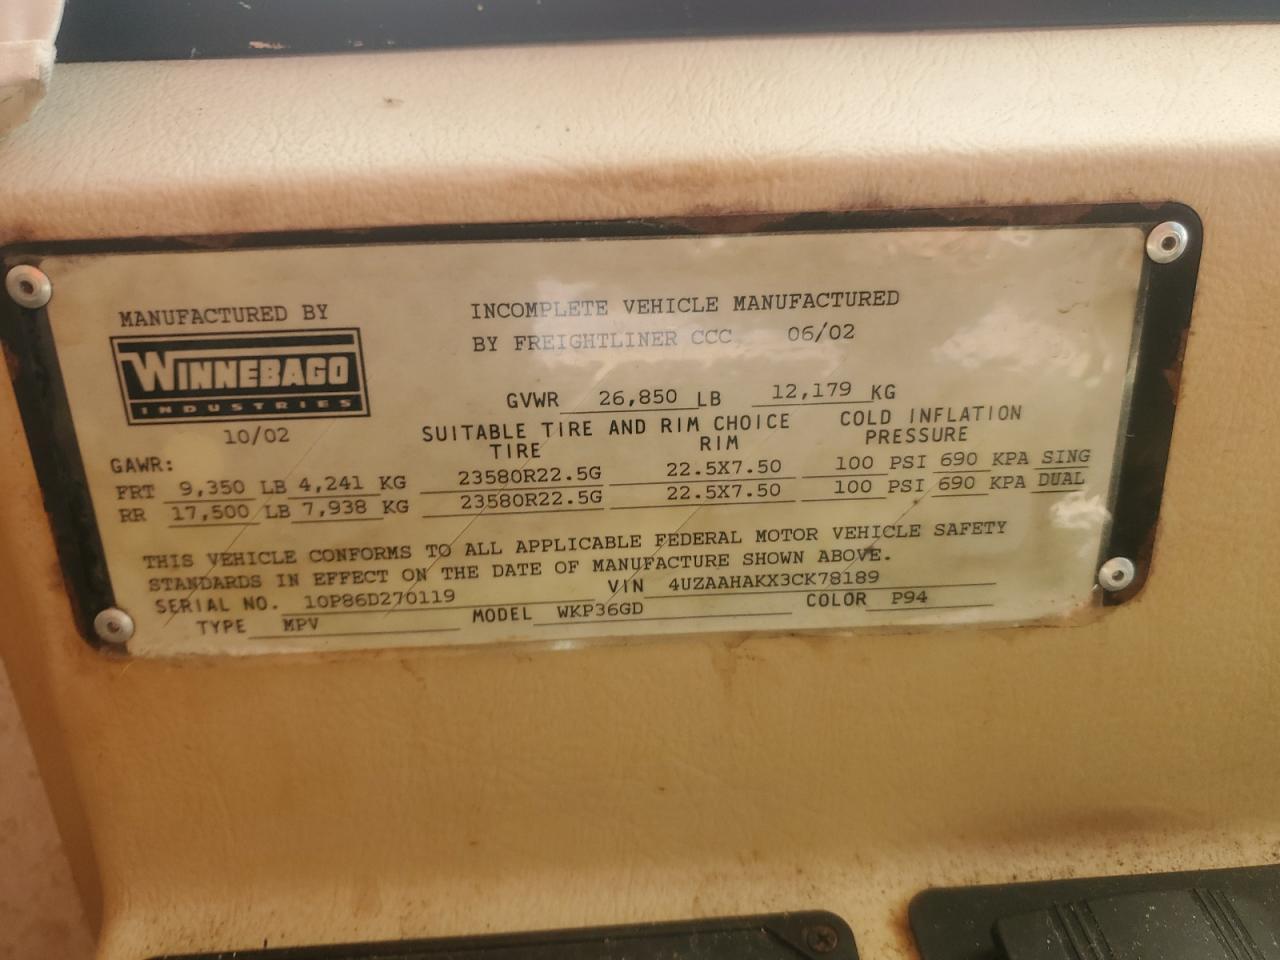 MANUFACTURED BY
WINNEBAGO
INDUSTRIES
10/02
INCOMPLETE VEHICLE MANUFACTURED
BY FREIGHTLINER CCC 06/02
GVWR 26,850 LB 12,179 KG
SUITABLE TIRE AND RIM CHOICE COLD INFLATION
TIRE RIM PRESSURE
GAWR:
FRT 9,350 LB 4,241 KG 23580R22.5G 22.5X7.50 100 PSI 690 KPA SING
RR 17,500 LB 7,938 KG 23580R22.5G 22.5X7.50 100 PSI 690 KPA DUAL
THIS VEHICLE CONFORMS TO ALL APPLICABLE FEDERAL MOTOR VEHICLE SAFETY
STANDARDS IN EFFECT ON THE DATE OF MANUFACTURE SHOWN ABOVE.
SERIAL NO. 10P86D270119 VIN 4UZAAHAKX3CK78189
TYPE MPV MODEL WKP36GD COLOR P94